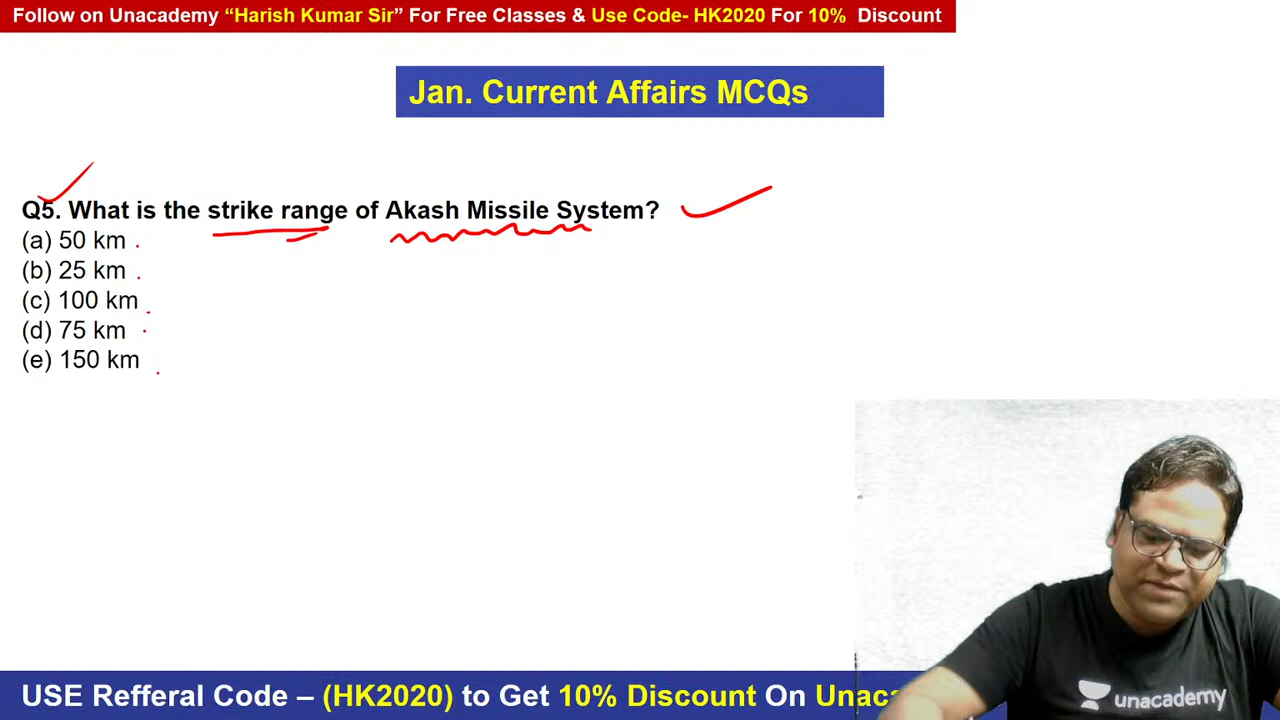 Follow on Unacademy “Harish Kumar Sir” For Free Classes & Use Code- HK2020 For 10% Discount
Jan. Current Affairs MCQs
Q5. What is the strike range of Akash Missile System?
(a) 50 km
(b) 25 km
(c) 100 km
(d) 75 km
(e) 150 km
USE Refferal Code – (HK2020) to Get 10% Discount On Unac
unacademy